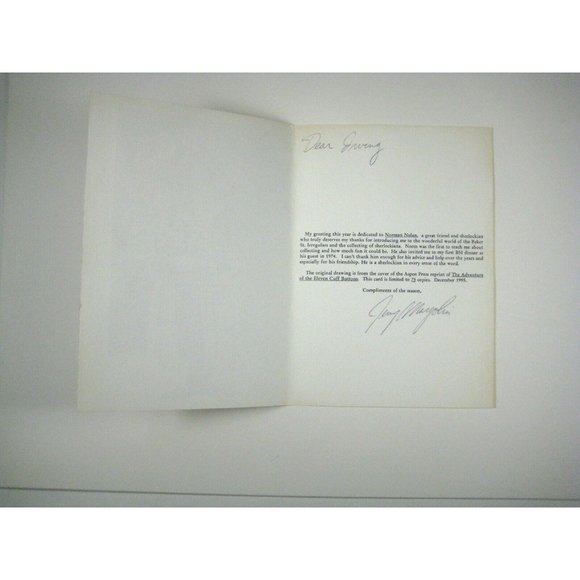 Dear Irving
My greeting this year is dedicated to Norman Nolan, a great friend and sherlockian
who truly deserves my thanks for introducing me to the wonderful world of the Baker
St. Irregulars and the collecting of sherlockiana. Norm was the first to teach me about
collecting and how much fun it could be. He also invited me to my first BSI dinner as
his guest in 1974. I can't thank him enough for his advice and help over the years and
especially for his friendship. He is a sherlockian in every sense of the word.
The original drawing is from the cover of the Aspen Press reprint of The Adventure
of the Eleven Cuff Buttons. This card is limited to 75 copies. December 1995.
Compliments of the season,
Jerry Margolin